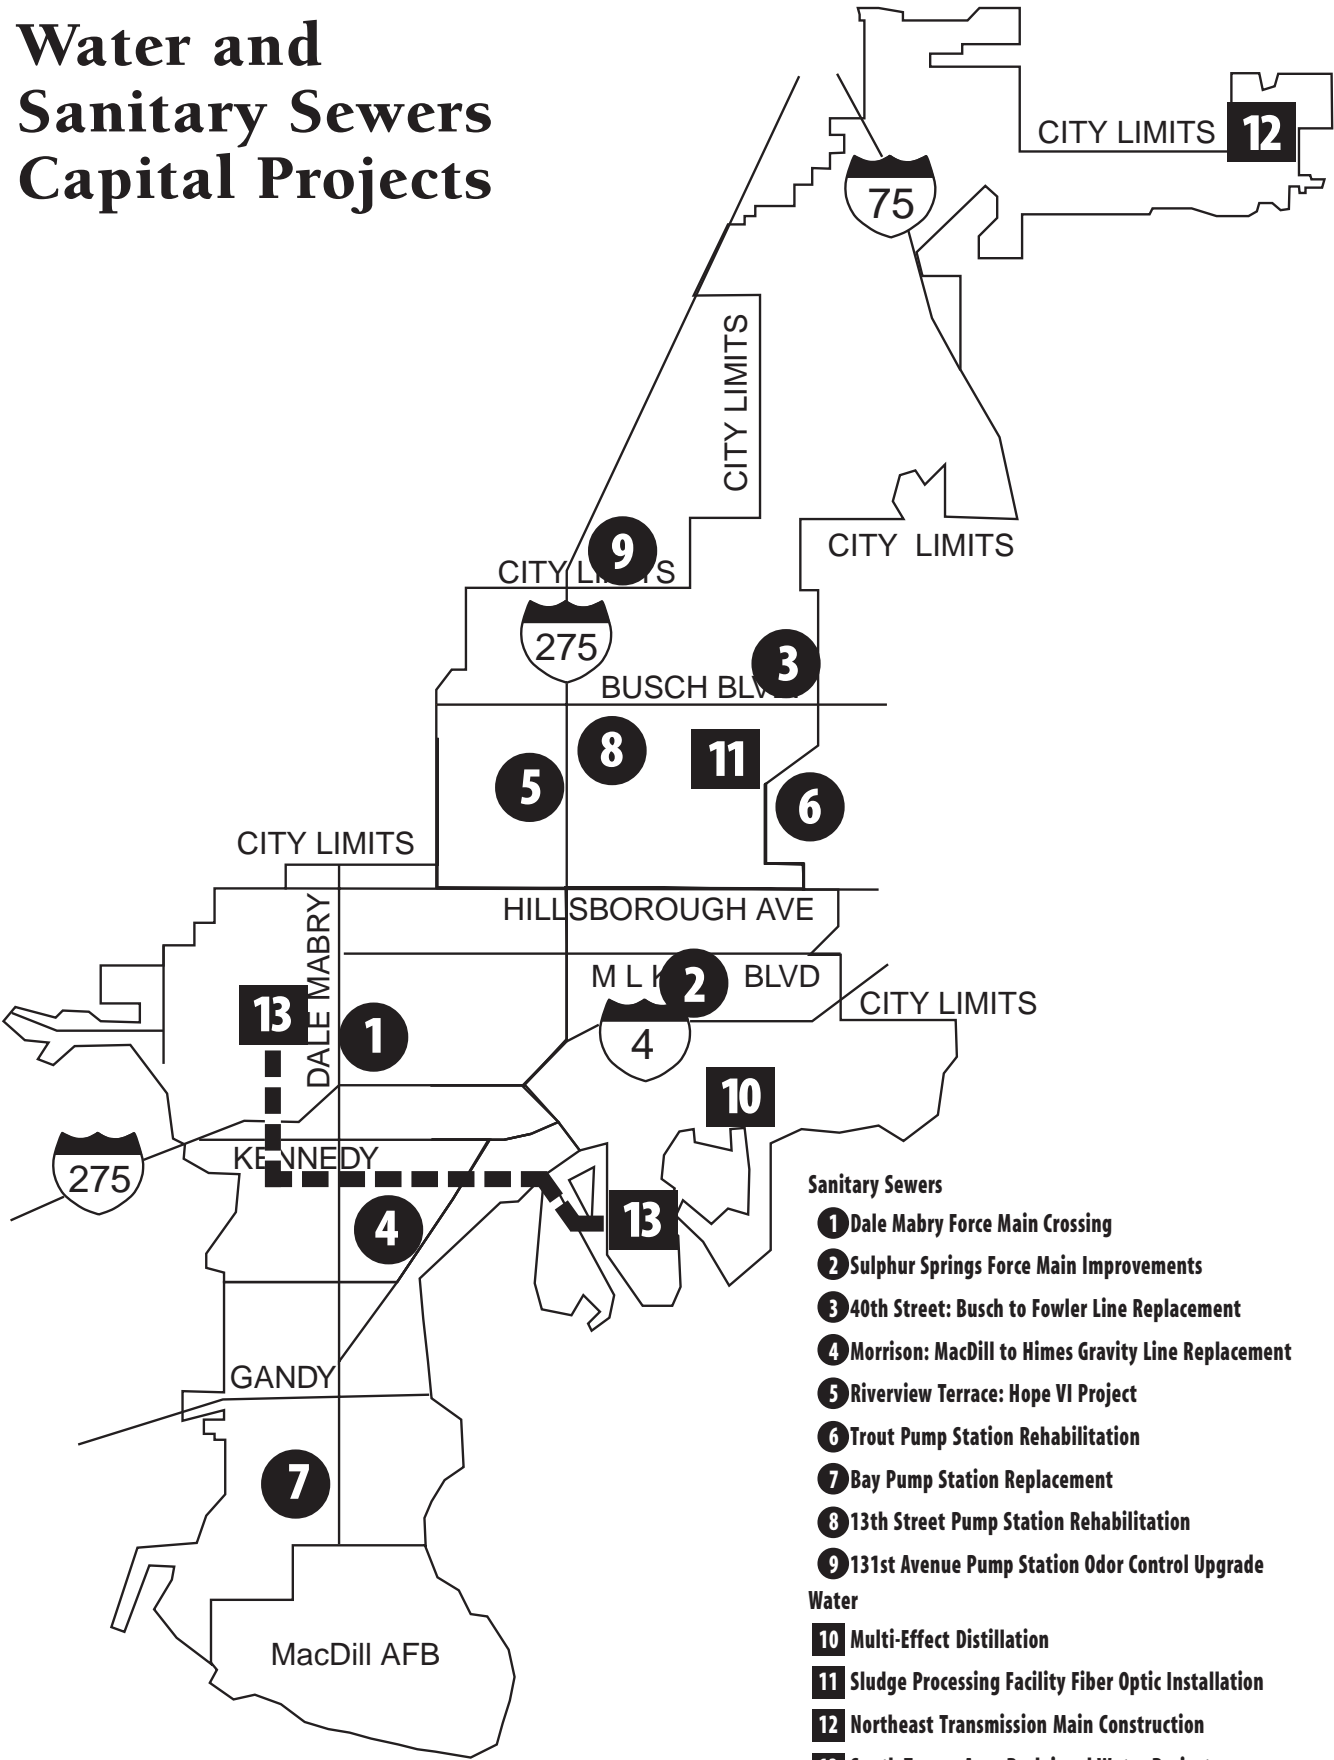 Water and
Sanitary Sewers
Capital Projects
CITY LIMITS
12
75
CITY LIMITS
9
CITY LIMITS
CITY LI TS
275
3
BUSCH BLV
8
11
5
6
CITY LIMITS
HILLSBOROUGH AVE
DALE MABRY
M L K
2
BLVD
CITY LIMITS
13
1
4
10
KENNEDY
275
13
4
GANDY
7
MacDill AFB
Sanitary Sewers
1 Dale Mabry Force Main Crossing
2 Sulphur Springs Force Main Improvements
3 40th Street: Busch to Fowler Line Replacement
4 Morrison: MacDill to Himes Gravity Line Replacement
5 Riverview Terrace: Hope VI Project
6 Trout Pump Station Rehabilitation
7 Bay Pump Station Replacement
8 13th Street Pump Station Rehabilitation
9 131st Avenue Pump Station Odor Control Upgrade
Water
10 Multi-Effect Distillation
11 Sludge Processing Facility Fiber Optic Installation
12 Northeast Transmission Main Construction